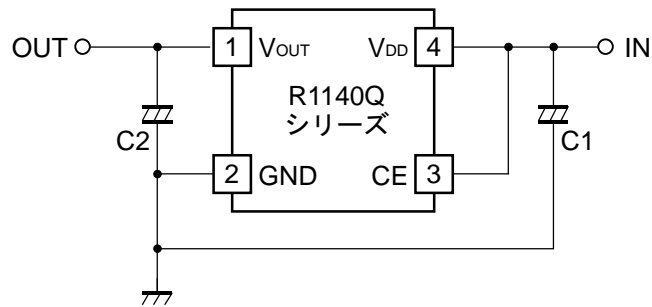 OUT
1
VOUT
VDD
4
IN
R1140Q
シリーズ
C2
C1
2
GND
CE
3